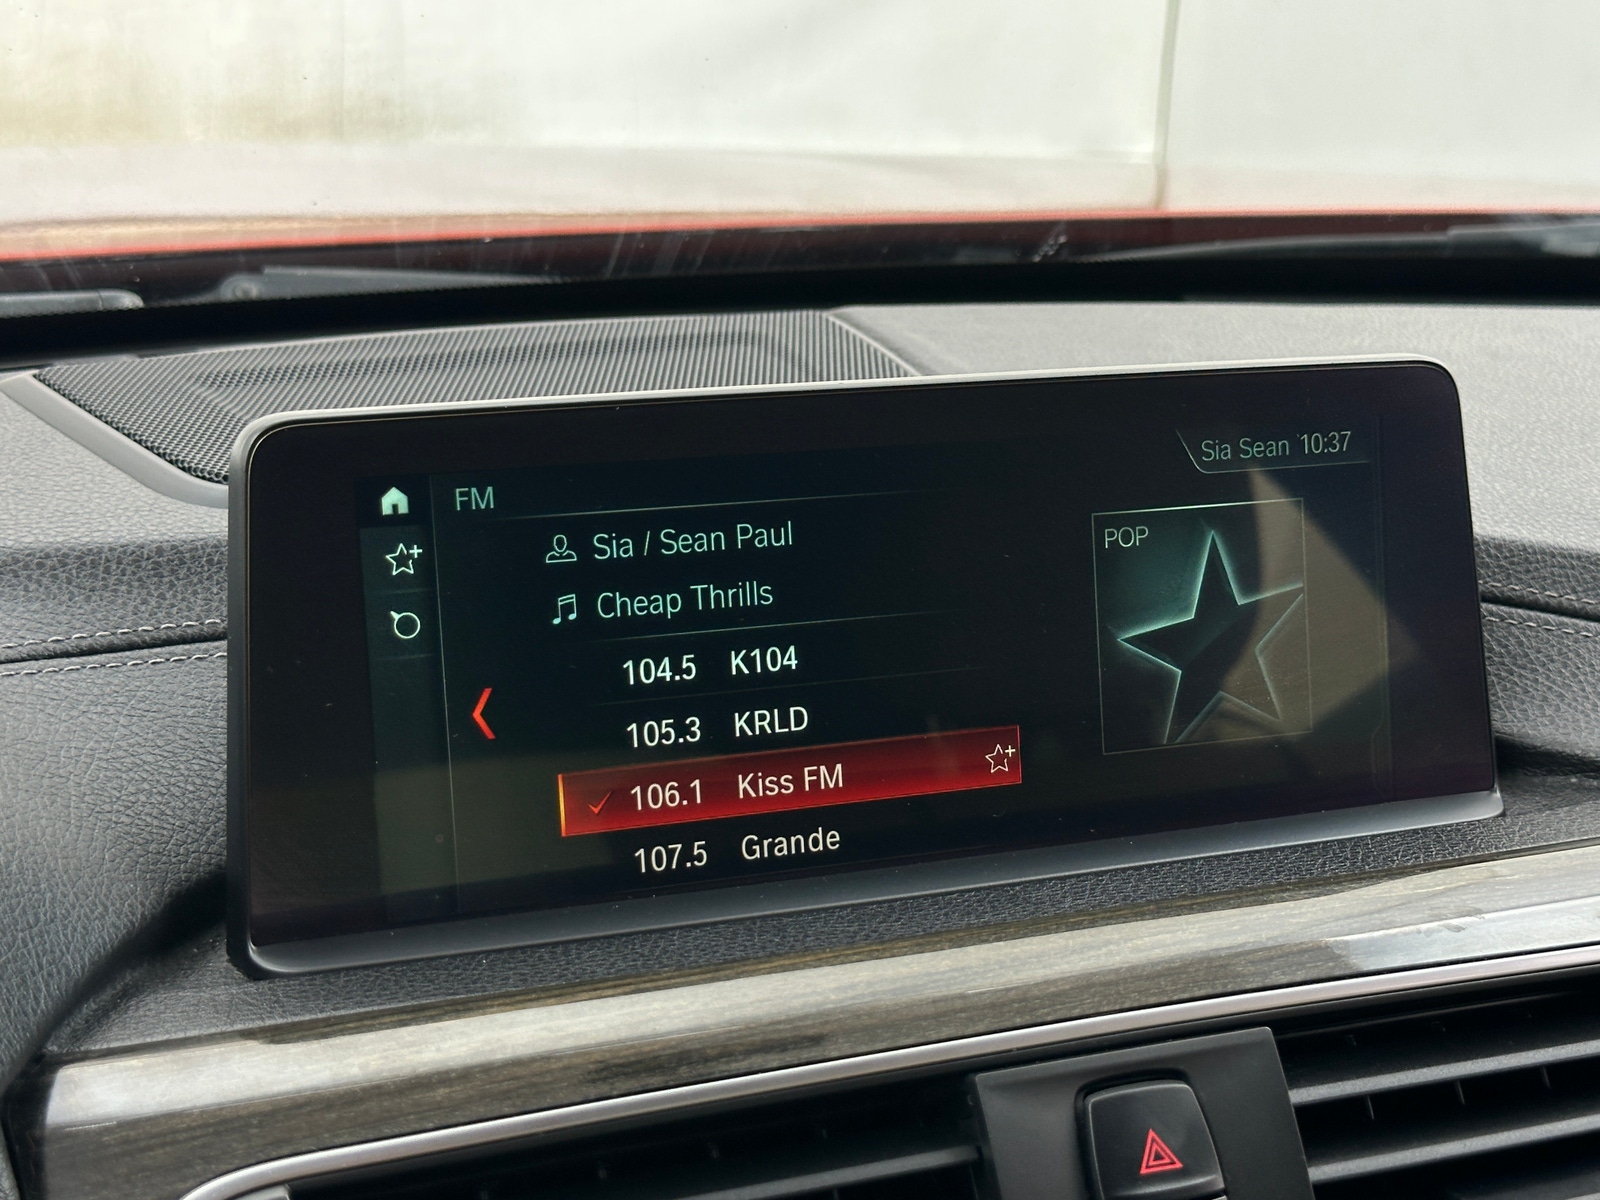 Sia Sean 10:37
FM
Sia / Sean Paul
Cheap Thrills
POP
104.5 K104
105.3 KRLD
106.1 Kiss FM
107.5 Grande